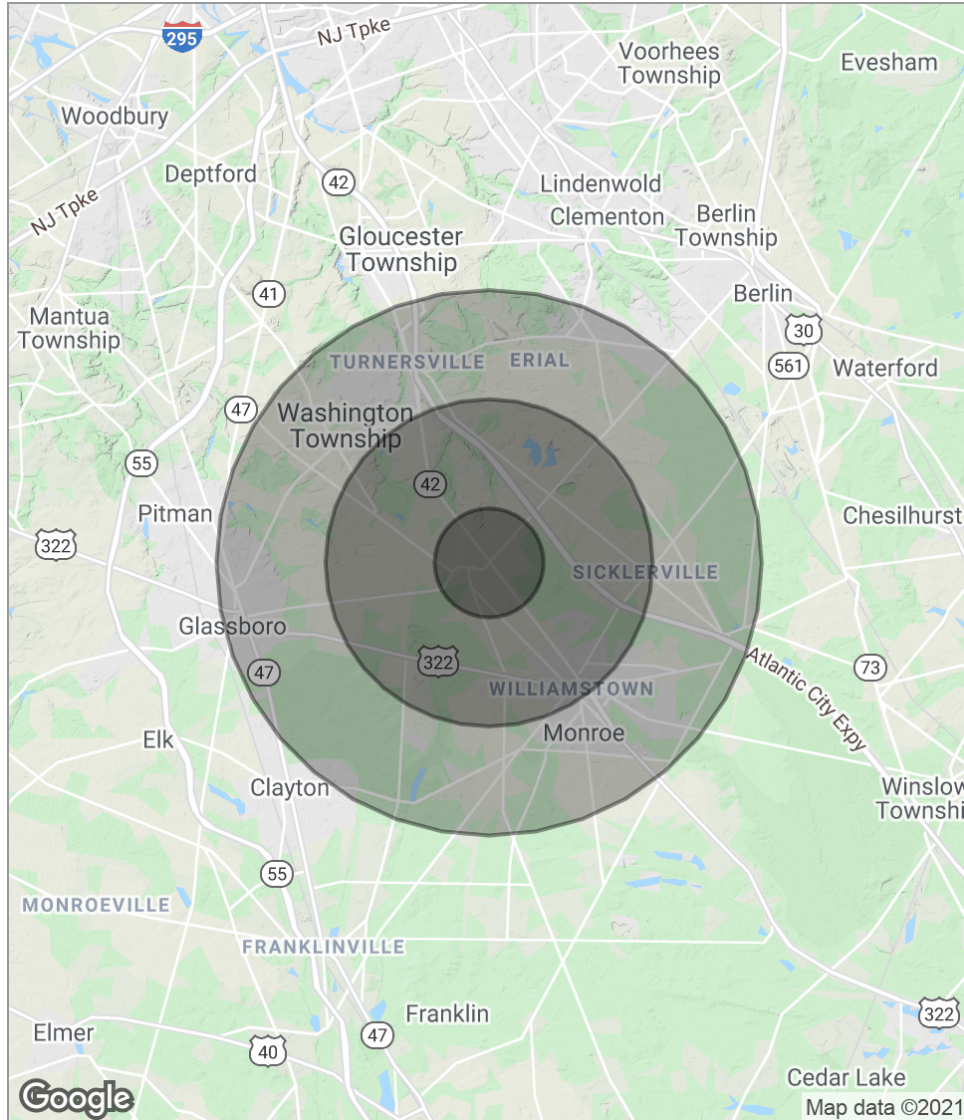 NJ Tpke
295
Voorhees
Township
Evesham
Woodbury
Deptford
42
Lindenwold
Clementon
NJ Tpke
Berlin
Township
Gloucester
Township
41
Berlin
Mantua
Township
30
TURNERSVILLE
ERIAL
561
Waterford
47
Washington
Township
55
42
Pitman
Chesilhurst
322
SICKLERVILLE
Glassboro
322
47
73
WILLIAMSTOWN
Atlantic City Expy
Monroe
Elk
Clayton
Winslow
Townshi
55
MONROEVILLE
FRANKLINVILLE
Franklin
322
Elmer
47
40
Cedar Lake
Google
Map data ©2021